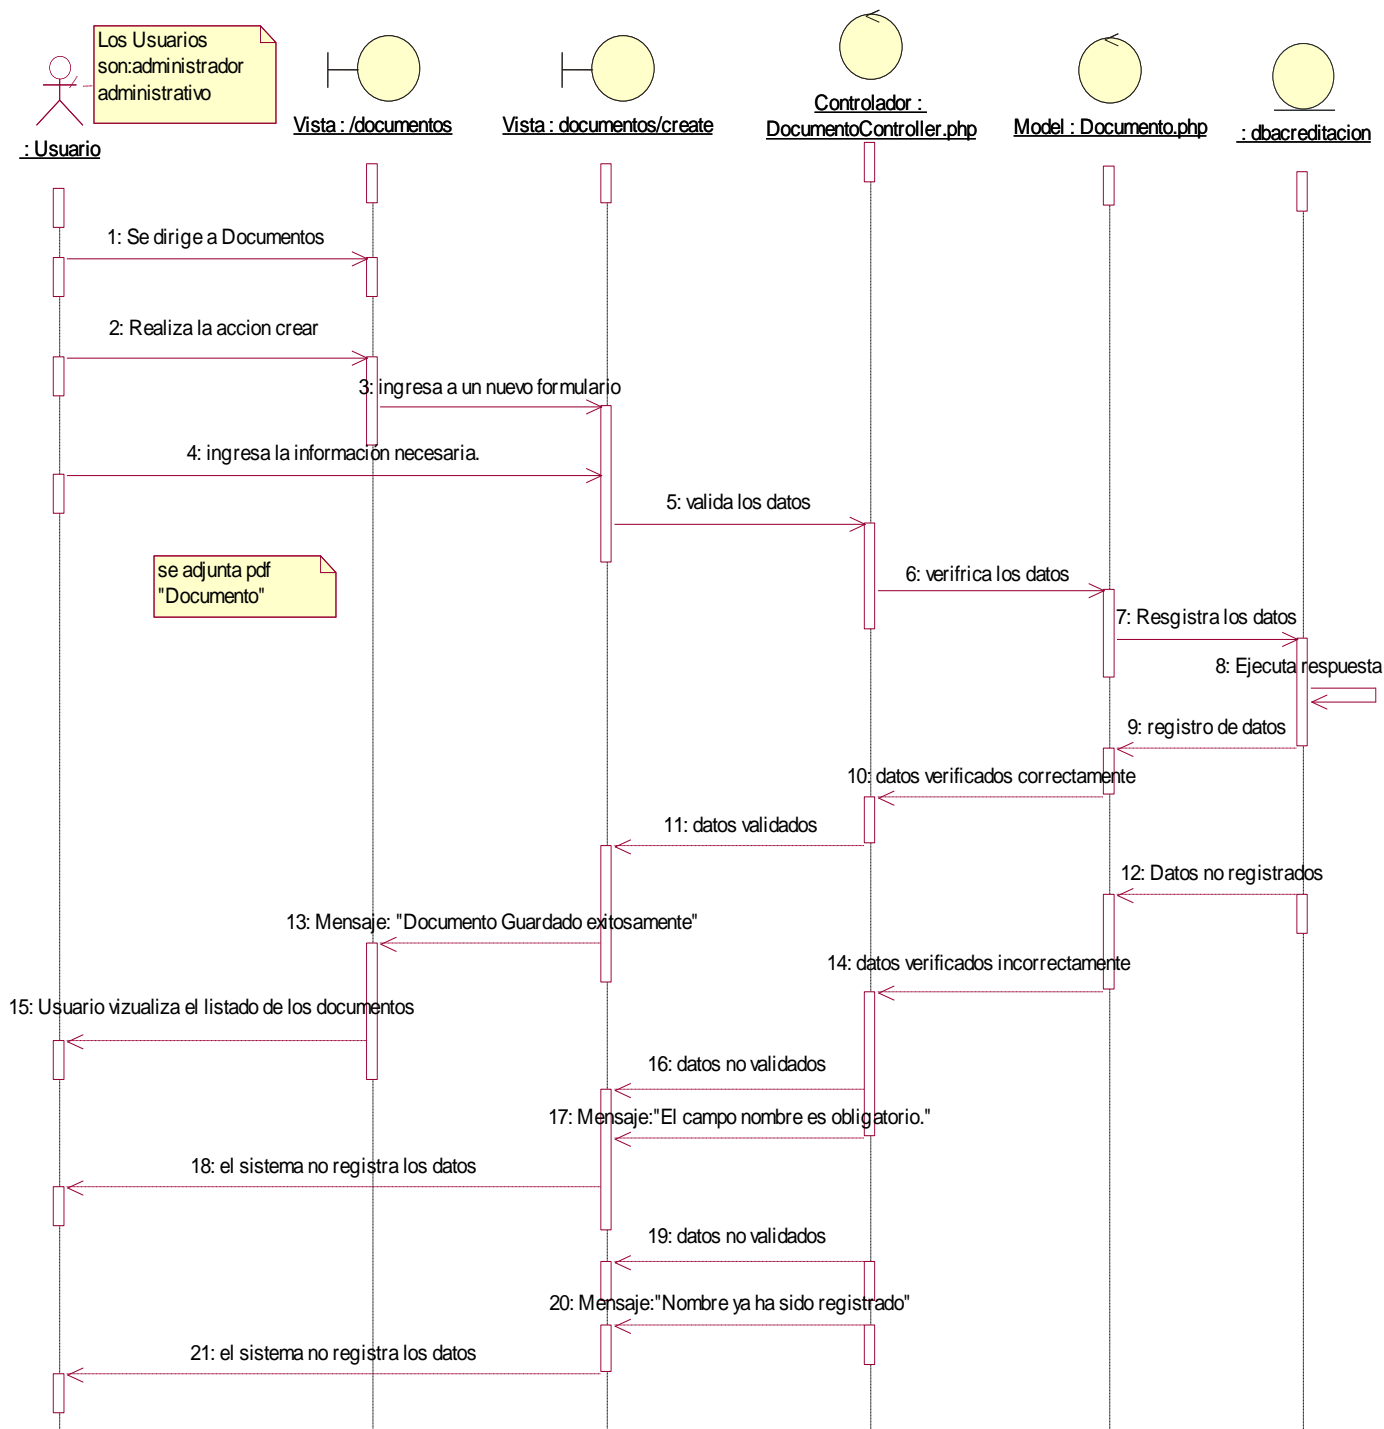 Los Usuarios
son:administrador
administrativo
: Usuario
Vista : /documentos
Vista : documentos/create
Controlador :
DocumentoController.php
Model : Documento.php
: dbacreditacion
1: Se dirige a Documentos
2: Realiza la accion crear
3: ingresa a un nuevo formulario
4: ingresa la información necesaria.
5: valida los datos
se adjunta pdf
"Documento"
6: verifrica los datos
7: Resgistra los datos
8: Ejecuta respuesta
9: registro de datos
10: datos verificados correctamente
11: datos validados
12: Datos no registrados
13: Mensaje: "Documento Guardado exitosamente"
14: datos verificados incorrectamente
15: Usuario vizualiza el listado de los documentos
16: datos no validados
17: Mensaje:"El campo nombre es obligatorio."
18: el sistema no registra los datos
19: datos no validados
20: Mensaje:"Nombre ya ha sido registrado"
21: el sistema no registra los datos